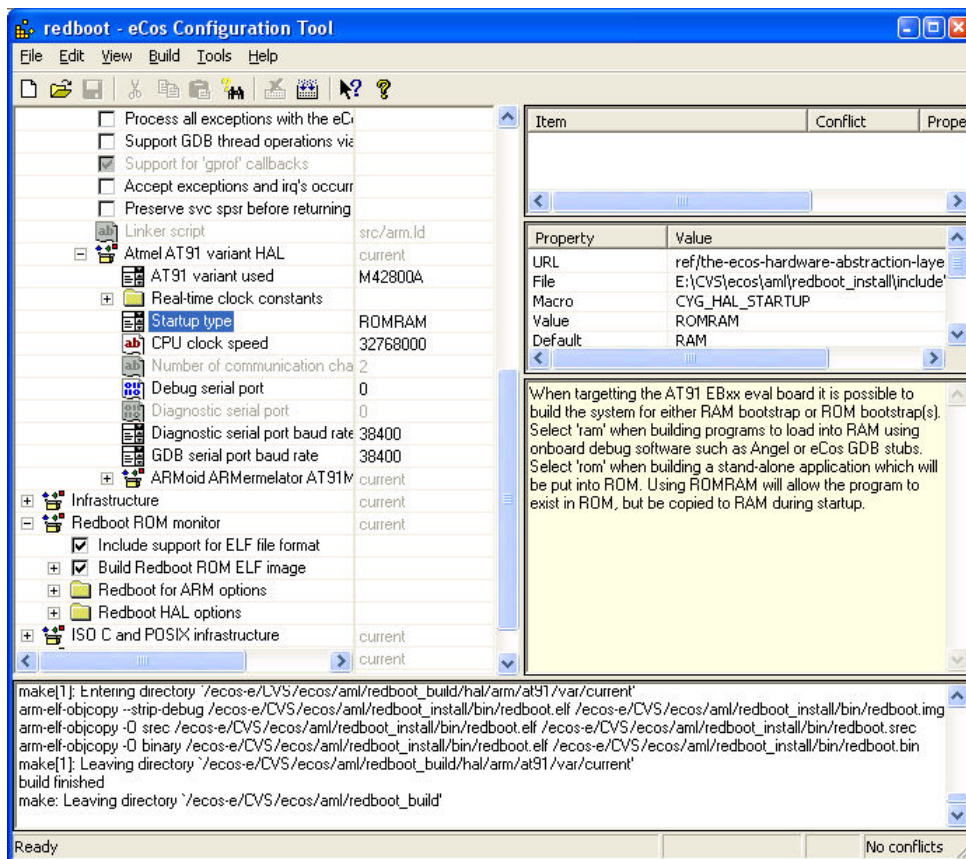 redboot - eCos Configuration Tool
File Edit View Build Tools Help
Process all exceptions with the eC
Support GDB thread operations via
Support for 'gprof' callbacks
Accept exceptions and irq's occurr
Preserve svc spsr before returning
Linker script src/arm.ld
Atmel AT91 variant HAL current
AT91 variant used M42800A
Real-time clock constants
Startup type ROMRAM
CPU clock speed 32768000
Number of communication cha 2
Debug serial port 0
Diagnostic serial port 0
Diagnostic serial port baud rate 38400
GDB serial port baud rate 38400
ARMoid ARMermelator AT91M current
Infrastructure current
Redboot ROM monitor current
Include support for ELF file format
Build Redboot ROM ELF image
Redboot for ARM options
Redboot HAL options
ISO C and POSIX infrastructure current
current
Item Conflict Prope
Property Value
URL ref/the-ecos-hardware-abstraction-laye
File E:\CVS\ecos\aml\redboot_install\include'
Macro CYG_HAL_STARTUP
Value ROMRAM
Default RAM
When targetting the AT91 EBxx eval board it is possible to
build the system for either RAM bootstrap or ROM bootstrap(s).
Select 'ram' when building programs to load into RAM using
onboard debug software such as Angel or eCos GDB stubs.
Select 'rom' when building a stand-alone application which will
be put into ROM. Using ROMRAM will allow the program to
exist in ROM, but be copied to RAM during startup.
make[1]: Entering directory `/ecos-e/CVS/ecos/aml/redboot_build/hal/arm/at91/var/current'
arm-elf-objcopy --strip-debug /ecos-e/CVS/ecos/aml/redboot_install/bin/redboot.elf /ecos-e/CVS/ecos/aml/redboot_install/bin/redboot.img
arm-elf-objcopy -O srec /ecos-e/CVS/ecos/aml/redboot_install/bin/redboot.elf /ecos-e/CVS/ecos/aml/redboot_install/bin/redboot.srec
arm-elf-objcopy -O binary /ecos-e/CVS/ecos/aml/redboot_install/bin/redboot.elf /ecos-e/CVS/ecos/aml/redboot_install/bin/redboot.bin
make[1]: Leaving directory `/ecos-e/CVS/ecos/aml/redboot_build/hal/arm/at91/var/current'
build finished
make: Leaving directory `/ecos-e/CVS/ecos/aml/redboot_build'
Ready No conflicts